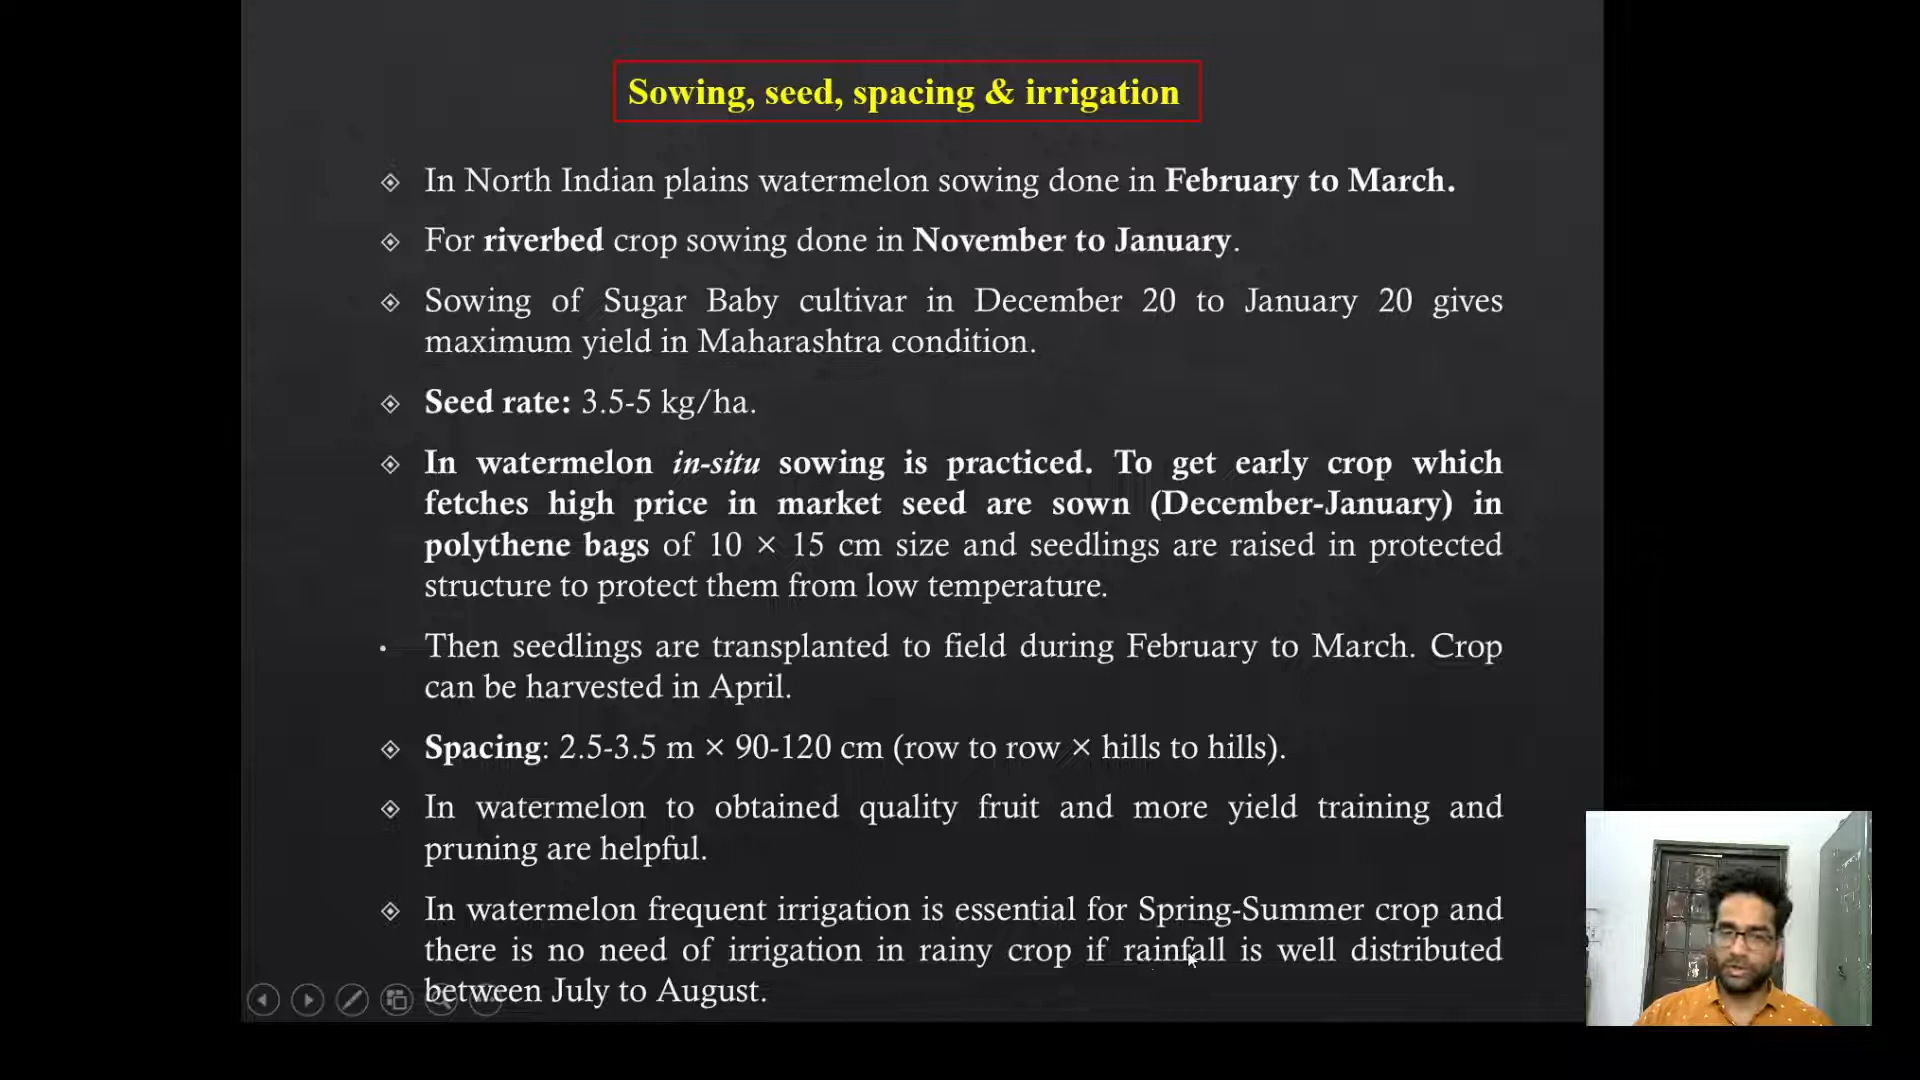 Sowing, seed, spacing & irrigation
In North Indian plains watermelon sowing done in February to March.
For riverbed crop sowing done in November to January.
Sowing of Sugar Baby cultivar in December 20 to January 20 gives
maximum yield in Maharashtra condition.
Seed rate: 3.5-5 kg/ha.
In watermelon in-situ sowing is practiced. To get early crop which
fetches high price in market seed are sown (December-January) in
polythene bags of 10 × 15 cm size and seedlings are raised in protected
structure to protect them from low temperature.
Then seedlings are transplanted to field during February to March. Crop
can be harvested in April.
Spacing: 2.5-3.5 m × 90-120 cm (row to row × hills to hills).
In watermelon to obtained quality fruit and more yield training and
pruning are helpful.
In watermelon frequent irrigation is essential for Spring-Summer crop and
there is no need of irrigation in rainy crop if rainfall is well distributed
between July to August.